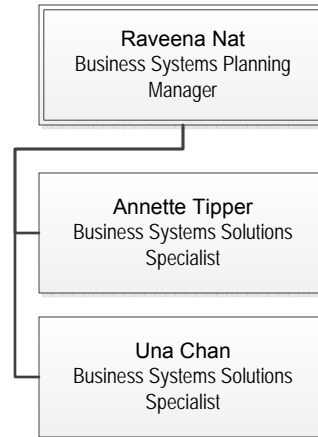 Raveena Nat
Business Systems Planning
Manager
Annette Tipper
Business Systems Solutions
Specialist
Una Chan
Business Systems Solutions
Specialist